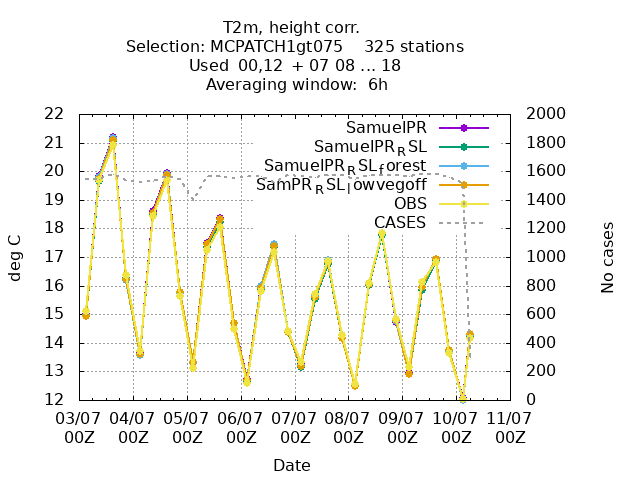 T2m, height corr.
Selection: MCPATCH1gt075 325 stations
Used 00,12 + 07 08 ... 18
Averaging window: 6h
22 2000
21 1800
20 1600
19 1400
18 1200
17 1000
16 800
15 600
14 400
13 200
12 0
SamuelPR
SamuelPR_RSL
SamuelPR_RSL_forest
SamPR_RSL_lowvegoff
OBS
CASES
deg C
No cases
03/07 04/07 05/07 06/07 07/07 08/07 09/07 10/07 11/07
00Z 00Z 00Z 00Z 00Z 00Z 00Z 00Z 00Z
Date